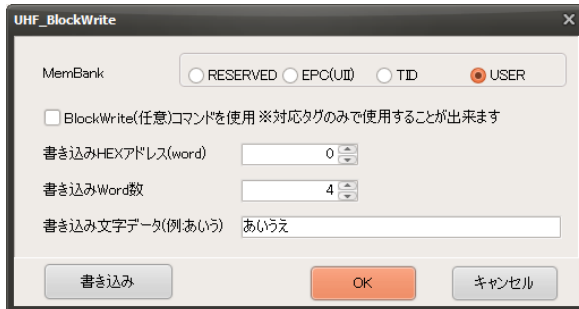 UHF_BlockWrite
MemBank RESERVED EPC(UII) TID USER
BlockWrite(任意)コマンドを使用 ※対応タグのみで使用することが出来ます
書き込みHEXアドレス(word) 0
書き込みWord数 4
書き込み文字データ(例:あいう) あいうえ
書き込み OK キャンセル